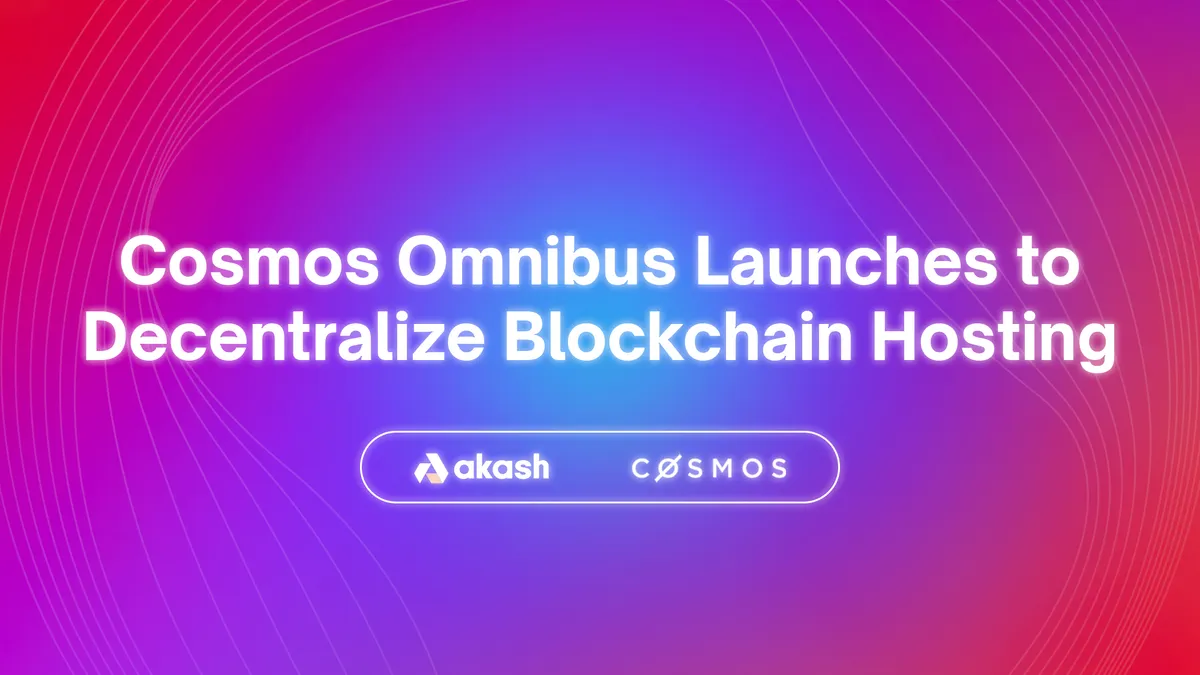 Cosmos Omnibus Launches to
Decentralize Blockchain Hosting
akash COSMOS